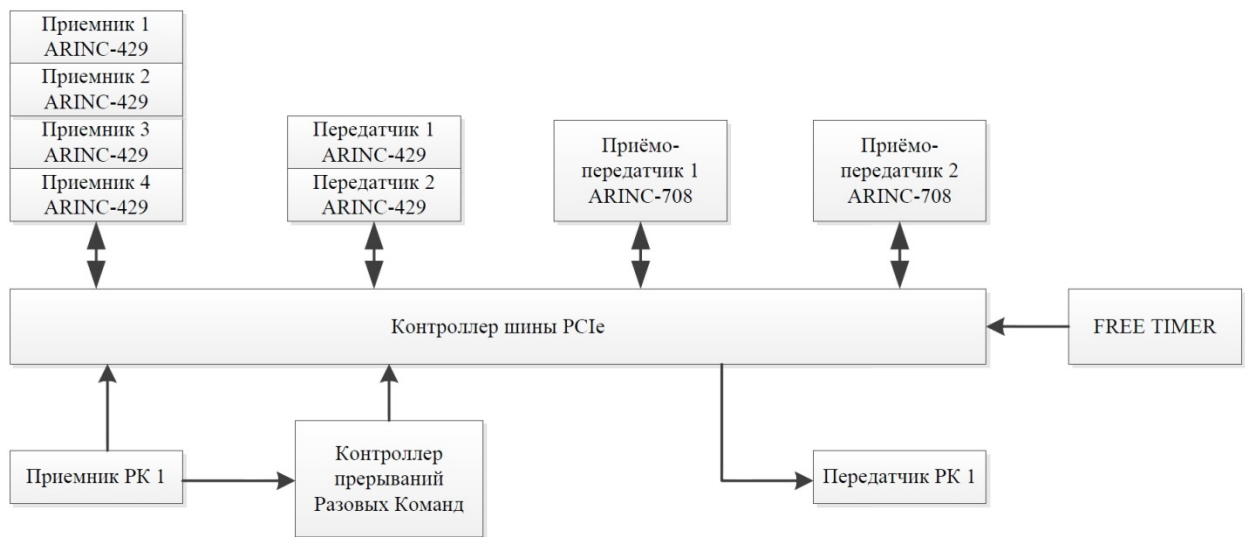 Приемник 1
ARINC-429
Приемник 2
ARINC-429
Приемник 3
ARINC-429
Приемник 4
ARINC-429
Передатчик 1
ARINC-429
Передатчик 2
ARINC-429
Приёмо-
передатчик 1
ARINC-708
Приёмо-
передатчик 2
ARINC-708
Контроллер шины PCIe
FREE TIMER
Приемник РК 1
Контроллер
прерываний
Разовых Команд
Передатчик РК 1